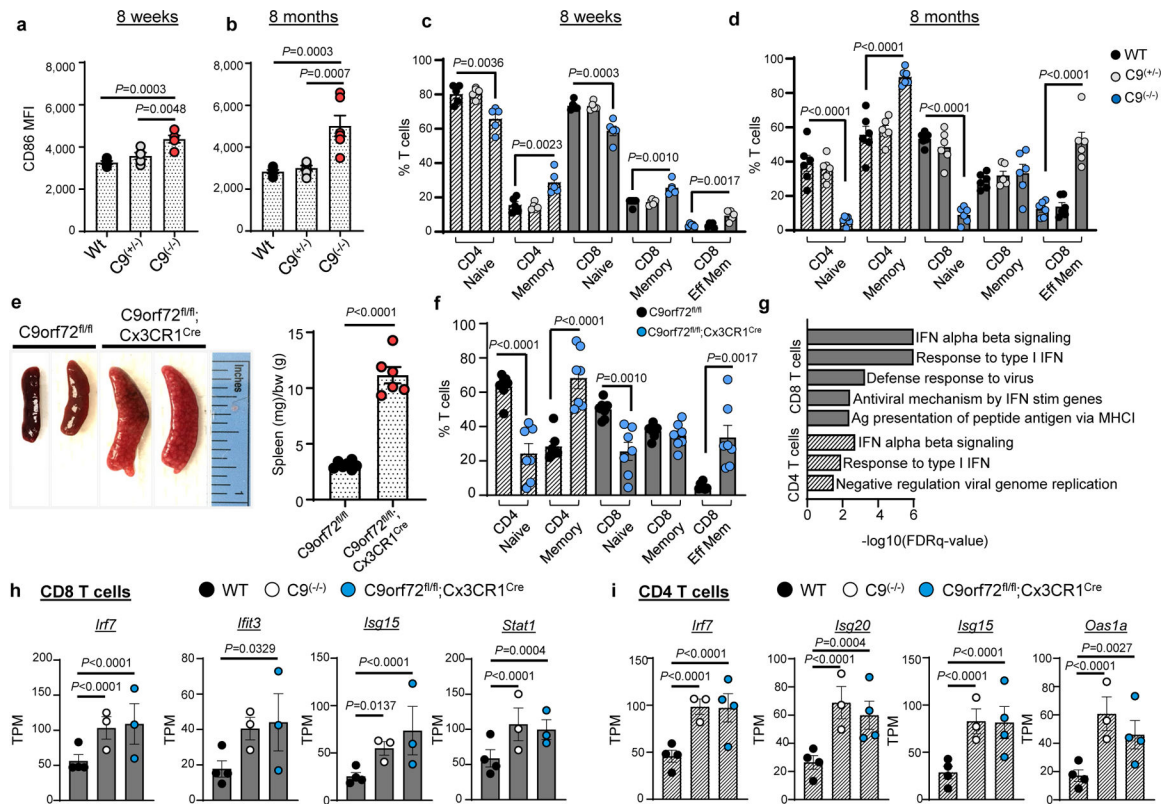 8 weeks
8 months
8 weeks
8 months
a
b
c
d
P=0.0003
P=0.0048
8,000
6,000
4,000
2,000
0
CD86 MFI
Wt
C9(+/-)
C9(-/-)
P=0.0003
P=0.0007
8,000
6,000
4,000
2,000
0
Wt
C9(+/-)
C9(-/-)
P=0.0036
P=0.0003
P=0.0023
P=0.0010
P=0.0017
100
80
60
40
20
0
% T cells
CD4
Naive
CD4
Memory
CD8
Naive
CD8
Memory
CD8
Eff Mem
P<0.0001
P<0.0001
P<0.0001
P<0.0001
100
80
60
40
20
0
% T cells
CD4
Naive
CD4
Memory
CD8
Naive
CD8
Memory
CD8
Eff Mem
WT
C9(+/-)
C9(-/-)
e
C9orf72fl/fl
C9orf72fl/fl;
Cx3CR1Cre
Inches
1
P<0.0001
15
10
5
0
Spleen (mg)/bw (g)
C9orf72fl/fl
C9orf72fl/fl;
Cx3CR1Cre
f
C9orf72fl/fl
C9orf72fl/fl;Cx3CR1Cre
P<0.0001
P<0.0001
P=0.0010
P=0.0017
100
80
60
40
20
0
% T cells
CD4
Naive
CD4
Memory
CD8
Naive
CD8
Memory
CD8
Eff Mem
g
CD8 T cells
IFN alpha beta signaling
Response to type I IFN
Defense response to virus
Antiviral mechanism by IFN stim genes
Ag presentation of peptide antigen via MHCI
CD4 T cells
IFN alpha beta signaling
Response to type I IFN
Negative regulation viral genome replication
0 2 4 6
-log10(FDRq-value)
h CD8 T cells
WT C9(-/-) C9orf72fl/fl;Cx3CR1Cre
Irf7
P<0.0001
P<0.0001
200
150
100
50
0
TPM
Ifit3
P=0.0329
80
60
40
20
0
TPM
Isg15
P<0.0001
P=0.0137
150
100
50
0
TPM
Stat1
P=0.0004
P<0.0001
200
150
100
50
0
TPM
i CD4 T cells
WT C9(-/-) C9orf72fl/fl;Cx3CR1Cre
Irf7
P<0.0001
P<0.0001
150
100
50
0
TPM
Isg20
P=0.0004
P<0.0001
100
80
60
40
20
0
TPM
Isg15
P<0.0001
P<0.0001
150
100
50
0
TPM
Oas1a
P=0.0027
P<0.0001
100
80
60
40
20
0
TPM